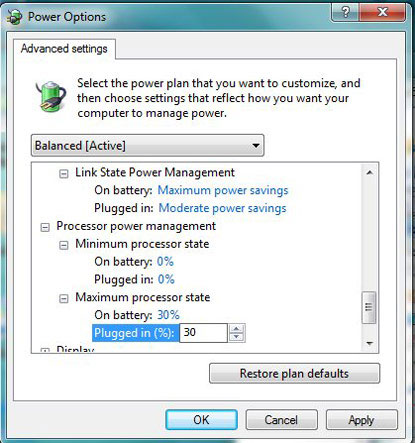 Power Options
Advanced settings
Select the power plan that you want to customize, and
then choose settings that reflect how you want your
computer to manage power.
Balanced [Active]
Link State Power Management
On battery: Maximum power savings
Plugged in: Moderate power savings
Processor power management
Minimum processor state
On battery: 0%
Plugged in: 0%
Maximum processor state
On battery: 30%
Plugged in (%): 30
Display
Restore plan defaults
OK Cancel Apply